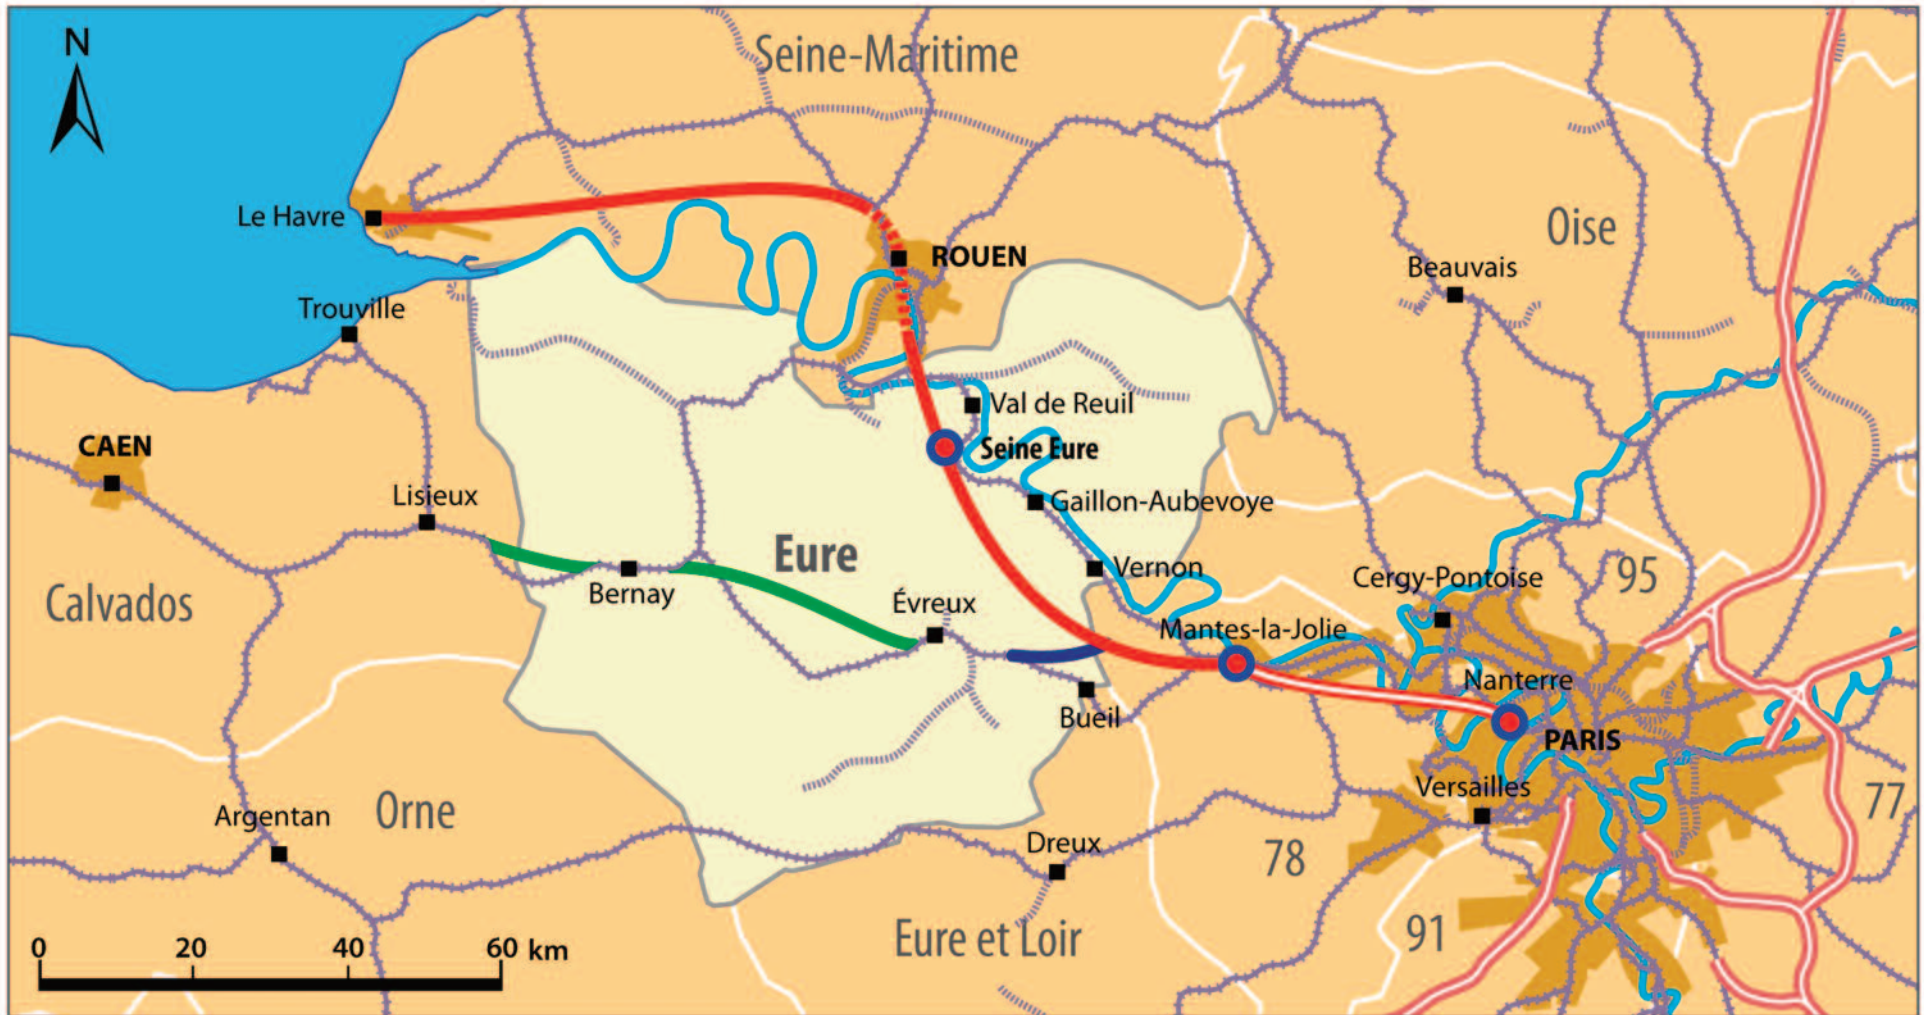 N
Seine-Maritime
Le Havre
ROUEN
Oise
Beauvais
Trouville
Val de Reuil
CAEN
Seine Eure
Lisieux
Gaillon-Aubevoye
Eure
Vernon
Cergy-Pontoise
95
Calvados
Bernay
Évreux
Mantes-la-Jolie
Nanterre
Bueil
PARIS
Versailles
77
Argentan
Orne
Dreux
78
Eure et Loir
91
0 20 40 60 km